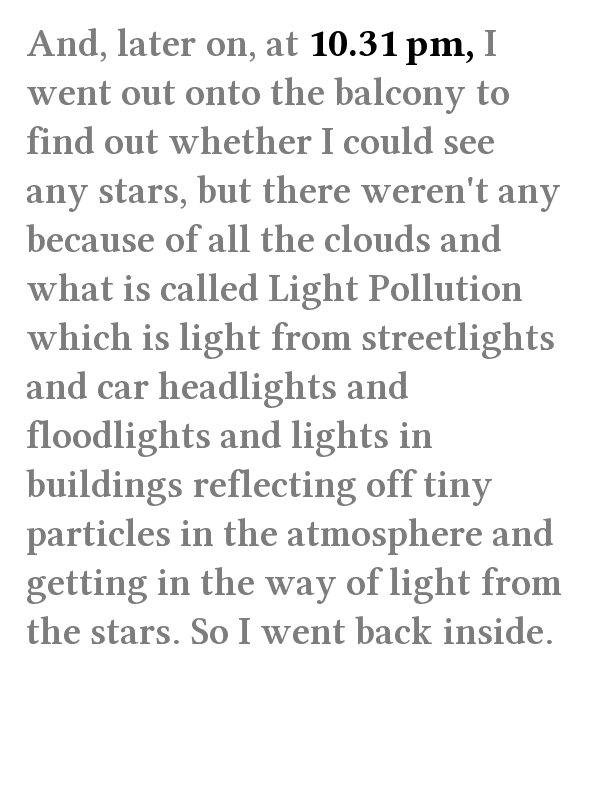 And, later on, at 10.31 pm, I
went out onto the balcony to
find out whether I could see
any stars, but there weren't any
because of all the clouds and
what is called Light Pollution
which is light from streetlights
and car headlights and
floodlights and lights in
buildings reflecting off tiny
particles in the atmosphere and
getting in the way of light from
the stars. So I went back inside.